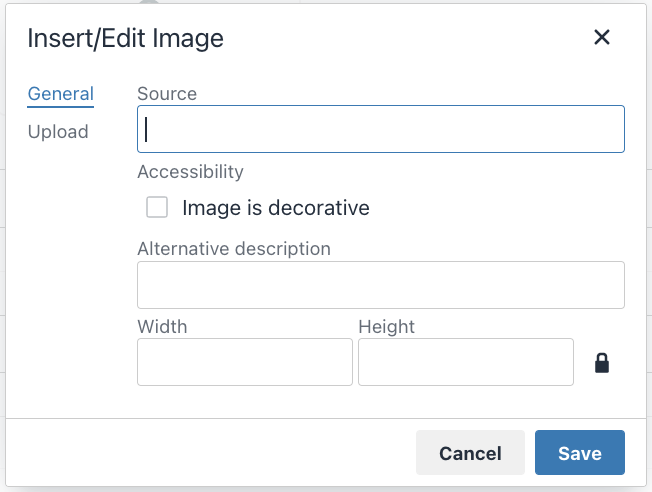 Insert/Edit Image
General
Upload
Source
Accessibility
Image is decorative
Alternative description
Width Height
Cancel Save